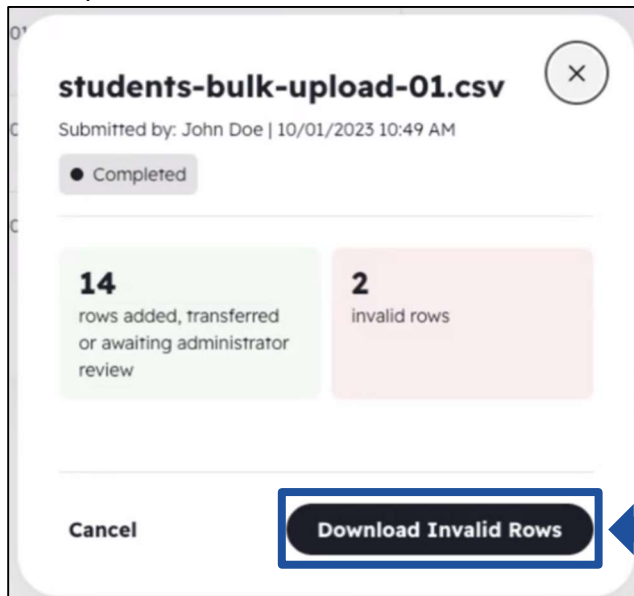 students-bulk-upload-01.csv
Submitted by: John Doe | 10/01/2023 10:49 AM
Completed
14
rows added, transferred
or awaiting administrator
review
2
invalid rows
Cancel
Download Invalid Rows